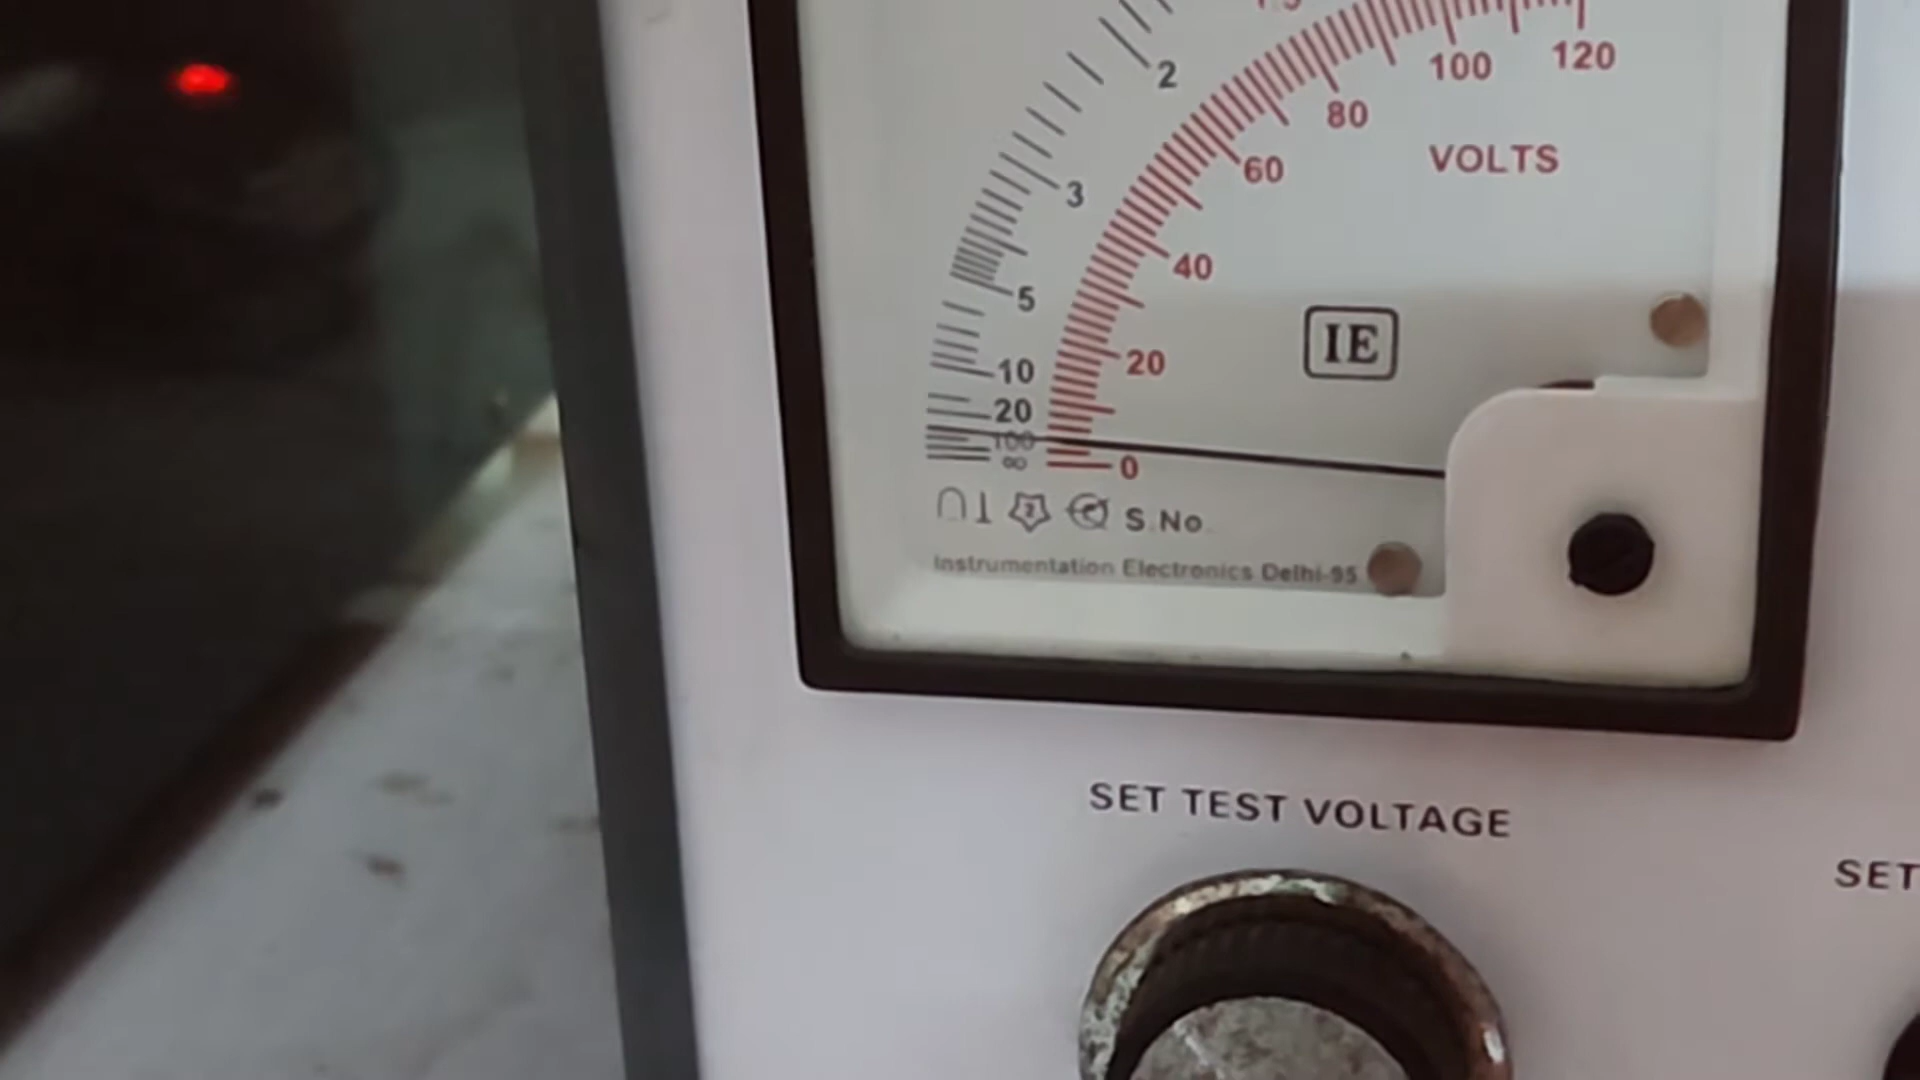 2
3
5
10
20
100
∞
120
100
80
60
40
20
0
VOLTS
IE
S.No.
Instrumentation Electronics Delhi-95
SET TEST VOLTAGE
SET